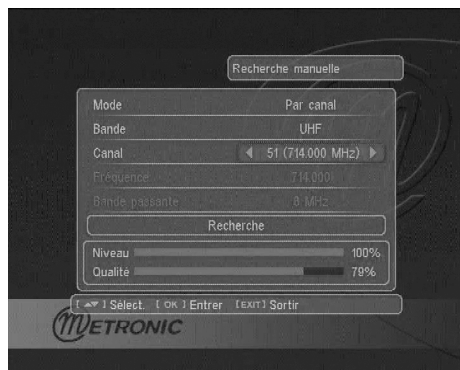 Recherche manuelle
Mode Par canal
Bande UHF
Canal 51 (714.000 MHz)
Fréquence 714.000
Bande passante 8 MHz
Recherche
Niveau 100%
Qualité 79%
[ ▲▼ ] Sélect. [ OK ] Entrer [EXIT] Sortir
METRONIC